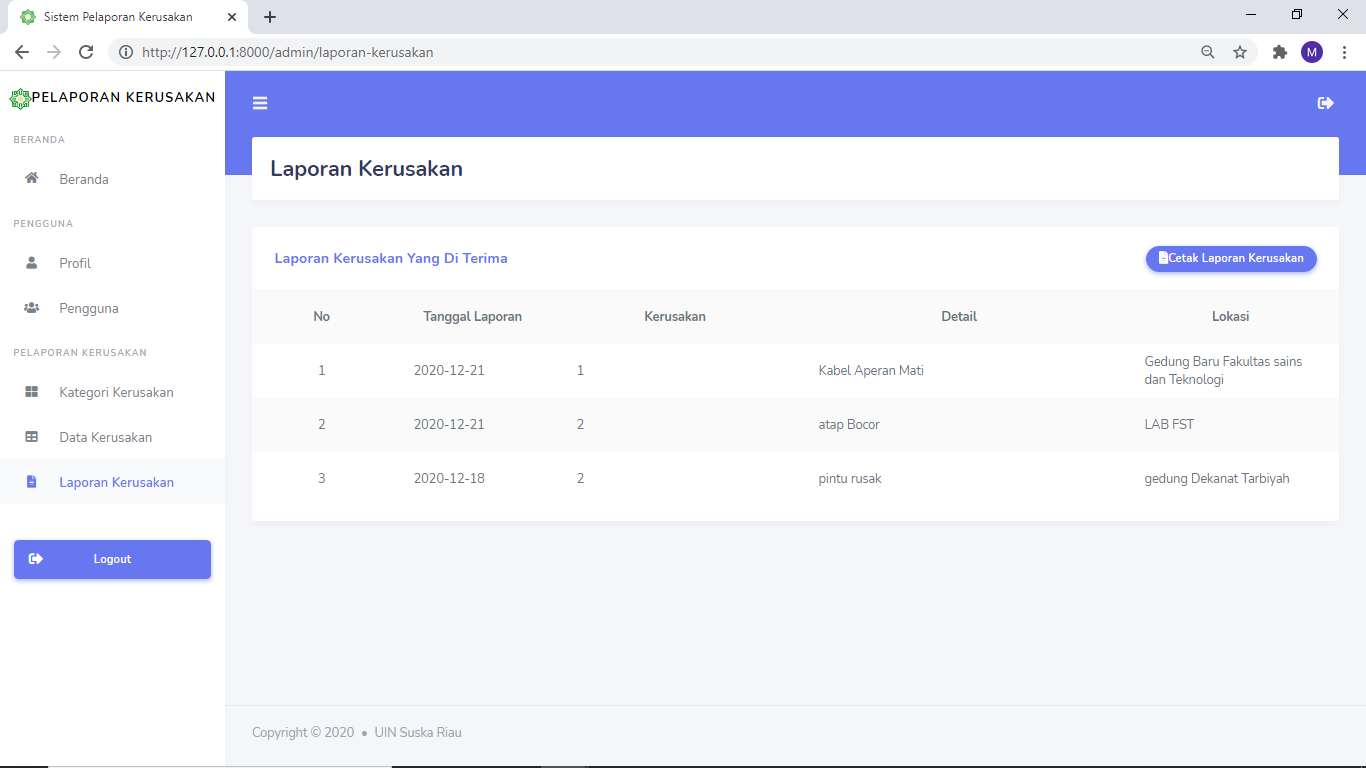 Sistem Pelaporan Kerusakan
http://127.0.0.1:8000/admin/laporan-kerusakan
M
PELAPORAN KERUSAKAN
BERANDA
Beranda
PENGGUNA
Profil
Pengguna
PELAPORAN KERUSAKAN
Kategori Kerusakan
Data Kerusakan
Laporan Kerusakan
Logout
Laporan Kerusakan
Laporan Kerusakan Yang Di Terima
Cetak Laporan Kerusakan
No Tanggal Laporan Kerusakan Detail Lokasi
1 2020-12-21 1 Kabel Aperan Mati Gedung Baru Fakultas sains
dan Teknologi
2 2020-12-21 2 atap Bocor LAB FST
3 2020-12-18 2 pintu rusak gedung Dekanat Tarbiyah
Copyright © 2020 • UIN Suska Riau